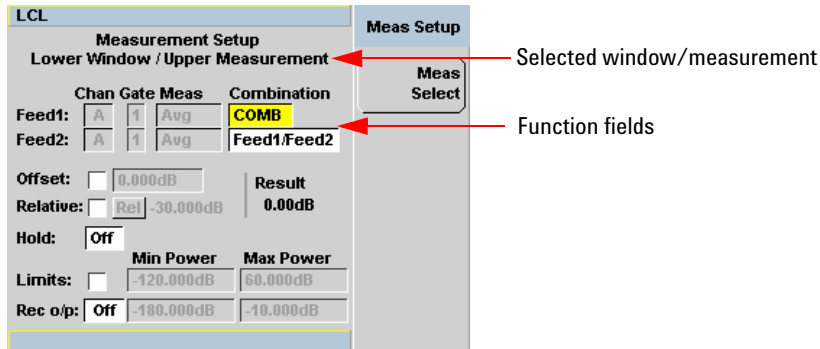 LCL
Meas Setup
Measurement Setup
Lower Window / Upper Measurement
Selected window/measurement
Meas
Select
Chan Gate Meas Combination
Feed1: A 1 Avg COMB
Function fields
Feed2: A 1 Avg Feed1/Feed2
Offset: 0.000dB Result
Relative: Rel -30.000dB 0.00dB
Hold: Off
Min Power Max Power
Limits: -120.000dB 60.000dB
Rec o/p: Off -180.000dB -10.000dB